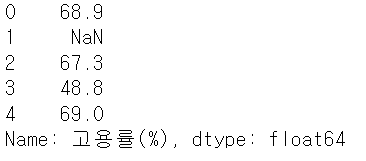 0    68.9
1     NaN
2    67.3
3    48.8
4    69.0
Name: 고용률(%), dtype: float64